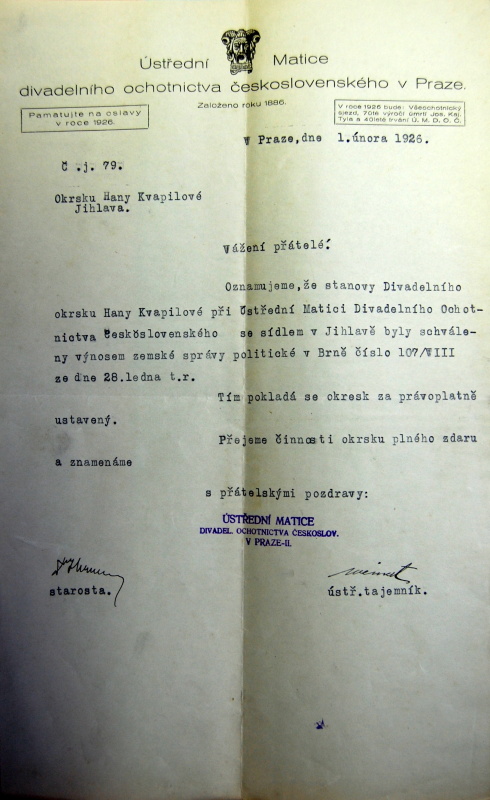 Ústřední Matice
divadelního ochotnictva československého v Praze.
Založeno roku 1886.
Pamatujte na oslavy
v roce 1926.
V roce 1926 bude: Všeochotnický
sjezd, 70té výročí úmrtí Jos. Kaj.
Tyla a 40leté trvání Ú. M. D. O. Č.
V Praze,dne 1.února 1926.
Č .j. 79.
Okrsku Hany Kvapilové
Jihlava.
Vážení přátelé!
Oznamujeme,že stanovy Divadelního
okrsku Hany Kvapilové při Ústřední Matici Divadelního Ochot-
nictva Československého se sídlem v Jihlavě byly schvále-
ny výnosem zemské správy politické v Brně číslo 107/VIII
ze dne 28.ledna t.r.
Tím pokládá se okresk za právoplatně
ustavený.
Přejeme činnosti okrsku plného zdaru
a znamenáme
s přátelskými pozdravy:
ÚSTŘEDNÍ MATICE
DIVADEL. OCHOTNICTVA ČESKOSLOV.
V PRAZE-II.
starosta.
ústř.tajemník.